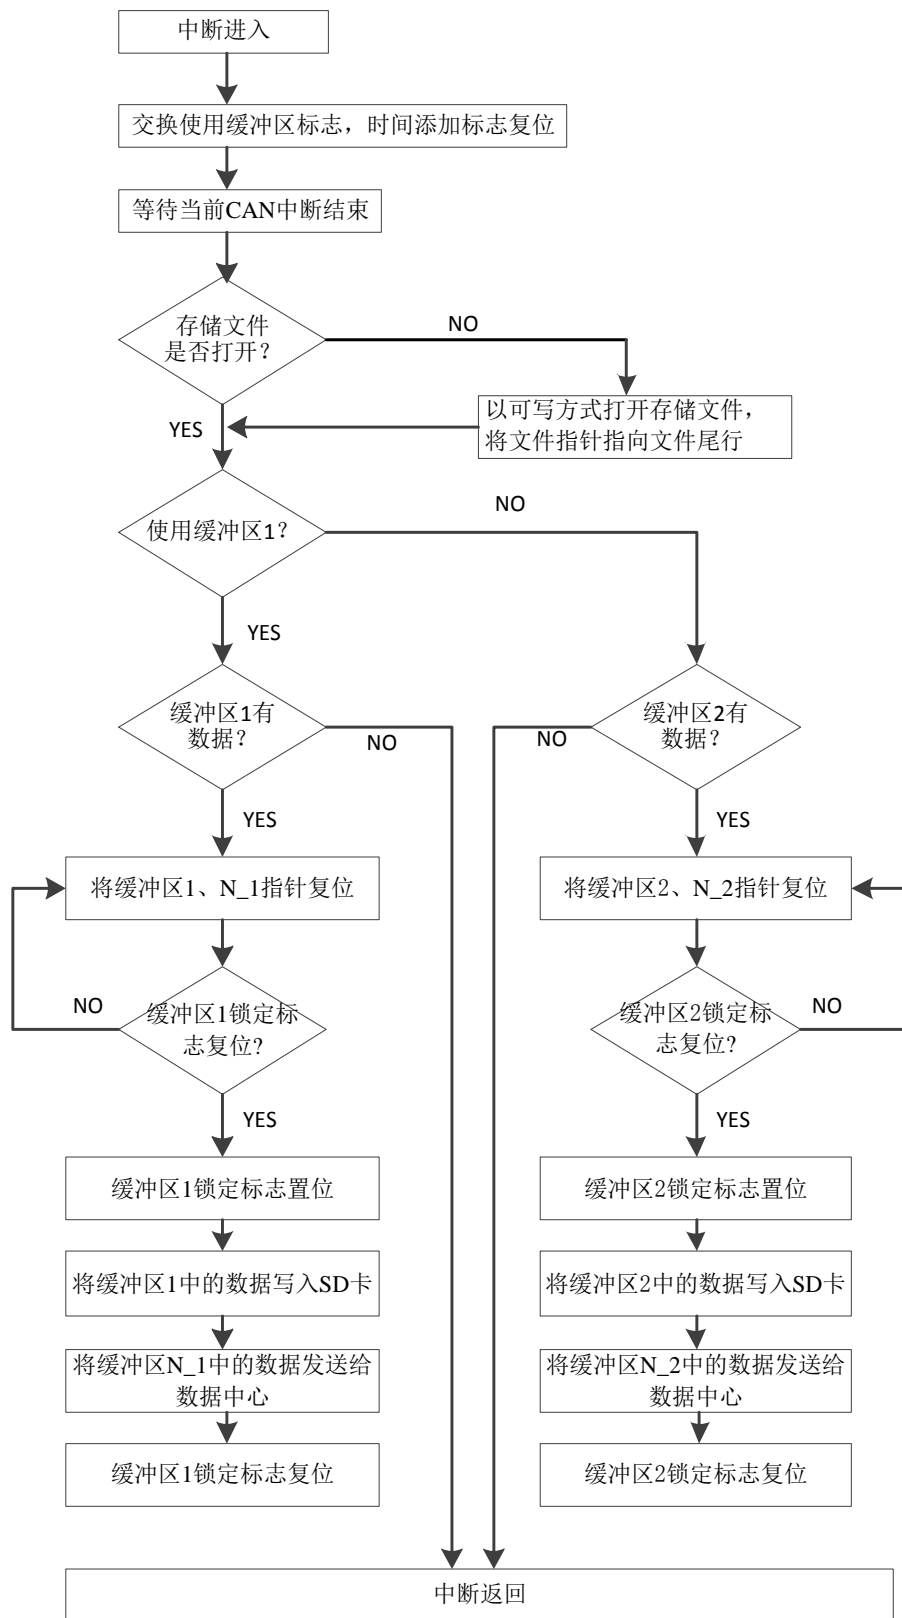 中断进入
交换使用缓冲区标志，时间添加标志复位
等待当前CAN中断结束
存储文件
是否打开？
NO
YES
以可写方式打开存储文件，
将文件指针指向文件尾行
使用缓冲区1？
NO
YES
缓冲区1有
数据？
NO
缓冲区2有
数据？
NO
YES
YES
将缓冲区1、N_1指针复位
将缓冲区2、N_2指针复位
NO
缓冲区1锁定标
志复位？
缓冲区2锁定标
志复位？
NO
YES
YES
缓冲区1锁定标志置位
缓冲区2锁定标志置位
将缓冲区1中的数据写入SD卡
将缓冲区2中的数据写入SD卡
将缓冲区N_1中的数据发送给
数据中心
将缓冲区N_2中的数据发送给
数据中心
缓冲区1锁定标志复位
缓冲区2锁定标志复位
中断返回